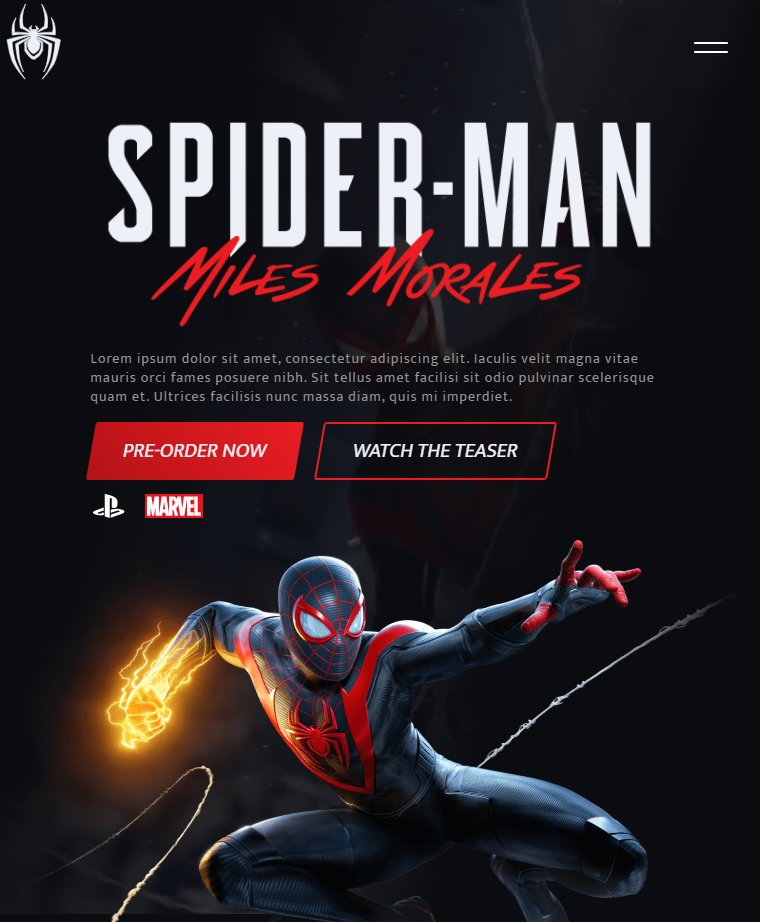 SPIDER-MAN
MILES MORALES
Lorem ipsum dolor sit amet, consectetur adipiscing elit. Iaculis velit magna vitae
mauris orci fames posuere nibh. Sit tellus amet facilisi sit odio pulvinar scelerisque
quam et. Ultrices facilisis nunc massa diam, quis mi imperdiet.
PRE-ORDER NOW WATCH THE TEASER
MARVEL